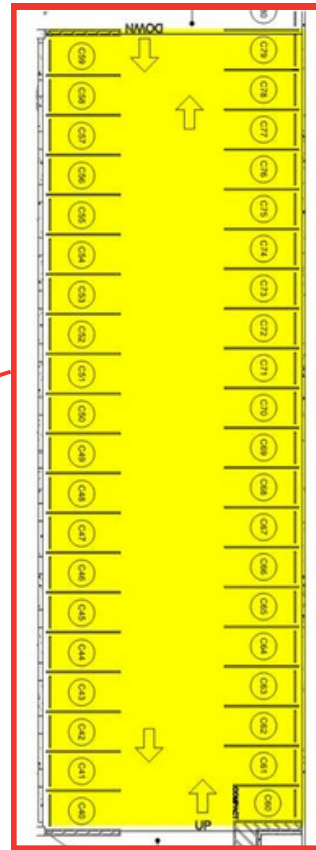 DOWN
C59 C79
C58 C78
C57 C77
C56 C76
C55 C75
C54 C74
C53 C73
C52 C72
C51 C71
C50 C70
C49 C69
C48 C68
C47 C67
C46 C66
C45 C65
C44 C64
C43 C63
C42 C62
C41 C61
C40 COMPACT C60
UP